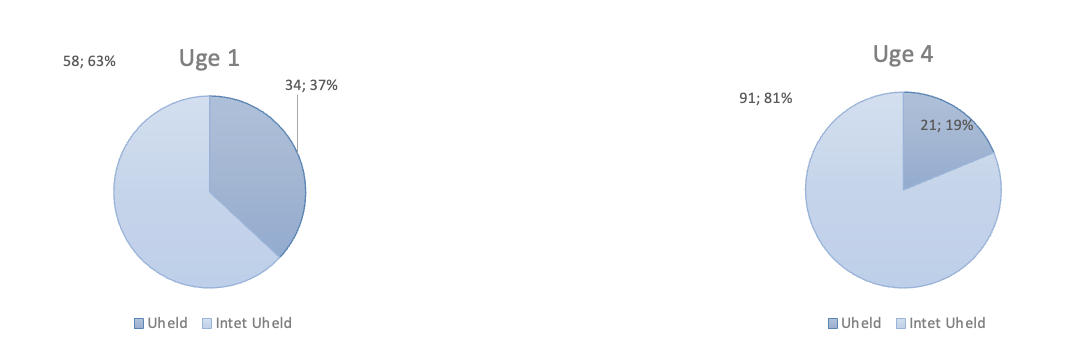 Uge 1
58; 63%
34; 37%
Uheld
Intet Uheld
Uge 4
91; 81%
21; 19%
Uheld
Intet Uheld